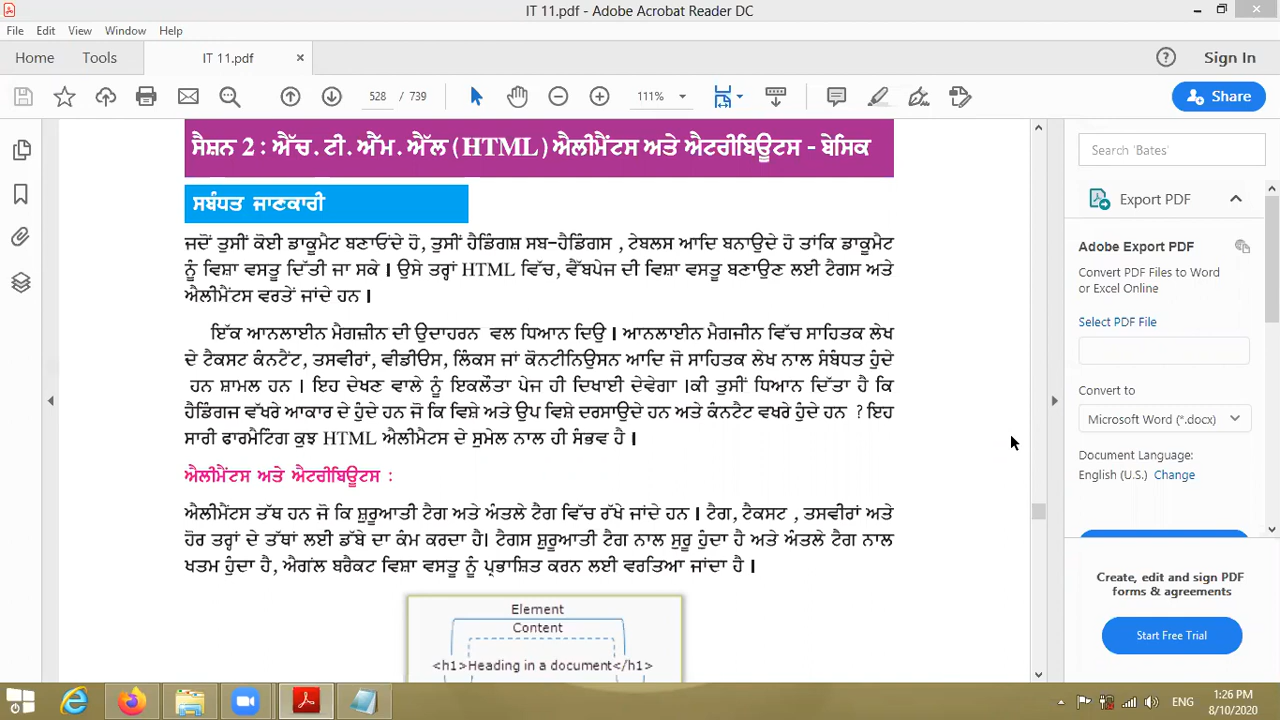 IT 11.pdf - Adobe Acrobat Reader DC
File Edit View Window Help
Home Tools IT 11.pdf Sign In
528 / 739 111% Share
ਸੈਸ਼ਨ 2 : ਐੱਚ. ਟੀ. ਐੱਮ. ਐੱਲ (HTML) ਐਲੀਮੈਂਟਸ ਅਤੇ ਐਟਰੀਬਿਊਟਸ - ਬੇਸਿਕ
ਸਬੰਧਤ ਜਾਣਕਾਰੀ
ਜਦੋਂ ਤੁਸੀਂ ਕੋਈ ਡਾਕੂਮੈਟ ਬਣਾਓਂਦੇ ਹੋ, ਤੁਸੀਂ ਹੈਡਿੰਗਸ਼ ਸਬ-ਹੈਡਿੰਗਸ , ਟੇਬਲਸ ਆਦਿ ਬਨਾਉਦੇ ਹੋ ਤਾਂਕਿ ਡਾਕੂਮੈਟ
ਨੂੰ ਵਿਸ਼ਾ ਵਸਤੂ ਦਿੱਤੀ ਜਾ ਸਕੇ । ਉਸੇ ਤਰ੍ਹਾਂ HTML ਵਿੱਚ, ਵੈੱਬਪੇਜ ਦੀ ਵਿਸ਼ਾ ਵਸਤੂ ਬਣਾਉਣ ਲਈ ਟੈਗਸ ਅਤੇ
ਐਲੀਮੈਂਟਸ ਵਰਤੇਂ ਜਾਂਦੇ ਹਨ ।
ਇੱਕ ਆਨਲਾਈਨ ਮੈਗਜ਼ੀਨ ਦੀ ਉਦਾਹਰਨ ਵਲ ਧਿਆਨ ਦਿਉ । ਆਨਲਾਈਨ ਮੈਗਜੀਨ ਵਿੱਚ ਸਾਹਿਤਕ ਲੇਖ
ਦੇ ਟੈਕਸਟ ਕੰਨਟੈਂਟ, ਤਸਵੀਰਾਂ, ਵੀਡੀੳਸ, ਲਿੰਕਸ ਜਾਂ ਕੋਨਟੀਨਿਉਸਨ ਆਦਿ ਜੋ ਸਾਹਿਤਕ ਲੇਖ ਨਾਲ ਸੰਬੰਧਤ ਹੁੰਦੇ
ਹਨ ਸ਼ਾਮਲ ਹਨ । ਇਹ ਦੇਖਣ ਵਾਲੇ ਨੂੰ ਇਕਲੌਤਾ ਪੇਜ ਹੀ ਦਿਖਾਈ ਦੇਵੇਗਾ ।ਕੀ ਤੁਸੀਂ ਧਿਆਨ ਦਿੱਤਾ ਹੈ ਕਿ
ਹੈਡਿੰਗਜ ਵੱਖਰੇ ਆਕਾਰ ਦੇ ਹੁੰਦੇ ਹਨ ਜੋ ਕਿ ਵਿਸ਼ੇ ਅਤੇ ਉਪ ਵਿਸ਼ੇ ਦਰਸਾਉਦੇ ਹਨ ਅਤੇ ਕੰਨਟੈਟ ਵਖਰੇ ਹੁੰਦੇ ਹਨ ? ਇਹ
ਸਾਰੀ ਫਾਰਮੈਟਿੰਗ ਕੁਝ HTML ਐਲੀਮੈਟਸ ਦੇ ਸੁਮੇਲ ਨਾਲ ਹੀ ਸੰਭਵ ਹੈ ।
ਐਲੀਮੈਂਟਸ ਅਤੇ ਐਟਰੀਬਿਊਟਸ :
ਐਲੀਮੈਂਟਸ ਤੱਥ ਹਨ ਜੋ ਕਿ ਸ਼ੁਰੂਆਤੀ ਟੈਗ ਅਤੇ ਅੰਤਲੇ ਟੈਗ ਵਿੱਚ ਰੱਖੇ ਜਾਂਦੇ ਹਨ । ਟੈਗ, ਟੈਕਸਟ , ਤਸਵੀਰਾਂ ਅਤੇ
ਹੋਰ ਤਰ੍ਹਾਂ ਦੇ ਤੱਥਾਂ ਲਈ ਡੱਬੇ ਦਾ ਕੰਮ ਕਰਦਾ ਹੈ। ਟੈਗਸ ਸ਼ੁਰੂਆਤੀ ਟੈਗ ਨਾਲ ਸੁਰੂ ਹੁੰਦਾ ਹੈ ਅਤੇ ਅੰਤਲੇ ਟੈਗ ਨਾਲ
ਖਤਮ ਹੁੰਦਾ ਹੈ, ਐਗਂਲ ਬਰੈਕਟ ਵਿਸ਼ਾ ਵਸਤੂ ਨੂੰ ਪ੍ਰਭਾਸ਼ਿਤ ਕਰਨ ਲਈ ਵਰਤਿਆ ਜਾਂਦਾ ਹੈ ।
Element
Content
<h1>Heading in a document</h1>
Search 'Bates'
Export PDF
Adobe Export PDF
Convert PDF Files to Word
or Excel Online
Select PDF File
Convert to
Microsoft Word (*.docx)
Document Language:
English (U.S.) Change
Create, edit and sign PDF
forms & agreements
Start Free Trial
ENG
1:26 PM
8/10/2020